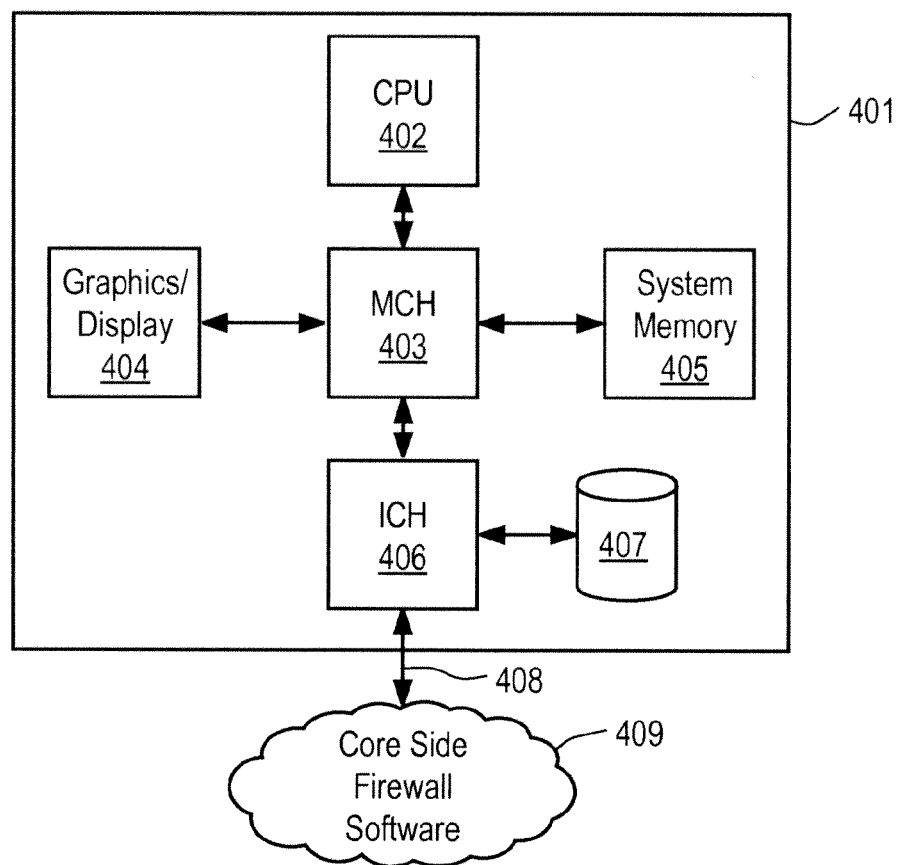 CPU
402
401
Graphics/
Display
404
MCH
403
System
Memory
405
ICH
406
407
408
409
Core Side
Firewall
Software